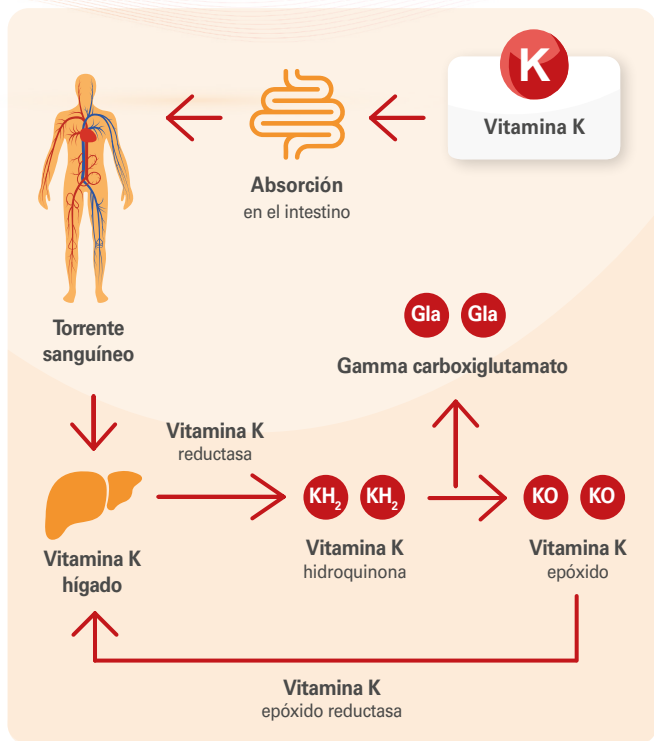 K
Vitamina K
Absorción
en el intestino
Torrente
sanguíneo
Gla Gla
Gamma carboxiglutamato
Vitamina K
reductasa
KH₂ KH₂
KO KO
Vitamina K
hígado
Vitamina K
hidroquinona
Vitamina K
epóxido
Vitamina K
epóxido reductasa